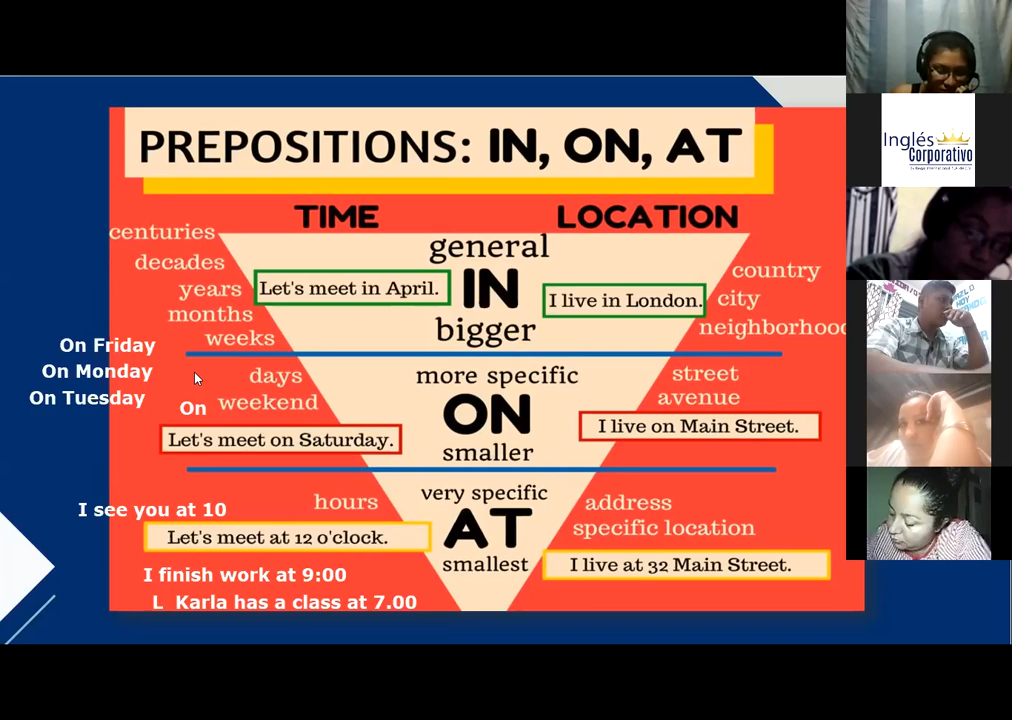 PREPOSITIONS: IN, ON, AT
TIME
LOCATION
centuries
decades
years
months
weeks
Let's meet in April.
general
IN
bigger
I live in London.
country
city
neighborhood
On Friday
On Monday
On Tuesday
On
days
weekend
Let's meet on Saturday.
more specific
ON
smaller
street
avenue
I live on Main Street.
I see you at 10
hours
Let's meet at 12 o'clock.
I finish work at 9:00
L Karla has a class at 7.00
very specific
AT
smallest
address
specific location
I live at 32 Main Street.
Inglés
Corporativo